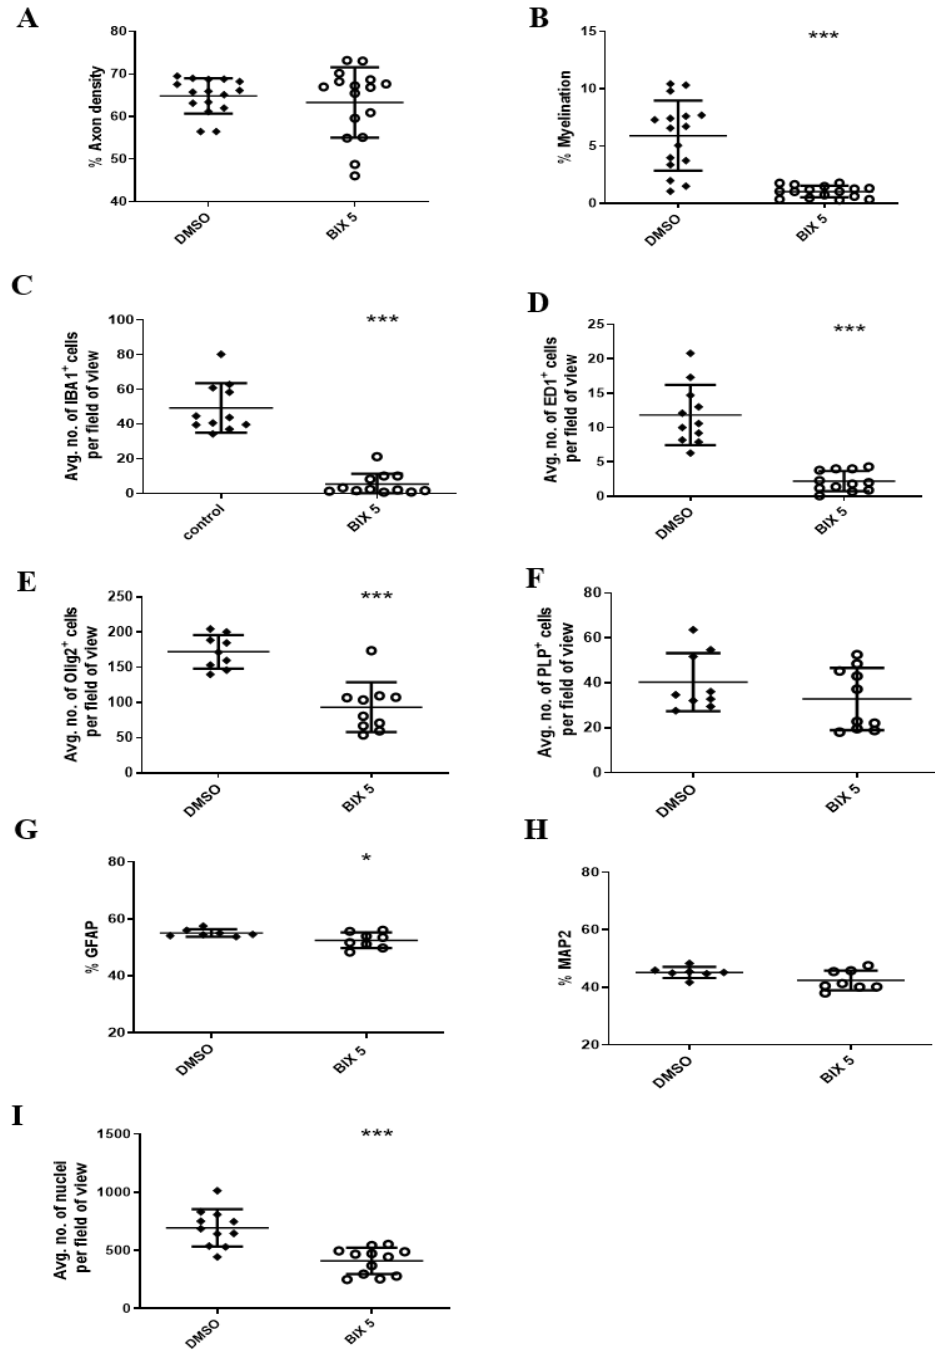 A
% Axon density
80
70
60
50
40
DMSO
BIX 5
B
% Myelination
***
15
10
5
0
DMSO
BIX 5
C
Avg. no. of IBA1⁺ cells
per field of view
***
100
80
60
40
20
0
control
BIX 5
D
Avg. no. of ED1⁺ cells
per field of view
***
25
20
15
10
5
0
DMSO
BIX 5
E
Avg. no. of Olig2⁺ cells
per field of view
***
250
200
150
100
50
0
DMSO
BIX 5
F
Avg. no. of PLP⁺ cells
per field of view
80
60
40
20
0
DMSO
BIX 5
G
% GFAP
*
80
60
40
20
DMSO
BIX 5
H
% MAP2
80
60
40
20
DMSO
BIX 5
I
Avg. no. of nuclei
per field of view
***
1500
1000
500
0
DMSO
BIX 5